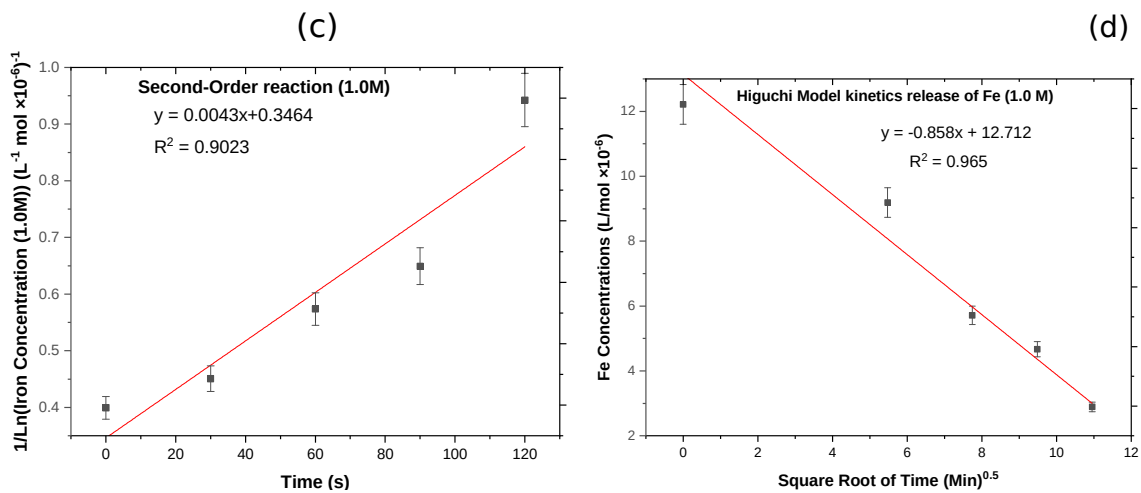 (c)
Second-Order reaction (1.0M)
y = 0.0043x+0.3464
R² = 0.9023
1/Ln(Iron Concentration (1.0M)) (L⁻¹ mol ×10⁻⁶)⁻¹
1.0
0.9
0.8
0.7
0.6
0.5
0.4
0 20 40 60 80 100 120
Time (s)
(d)
Higuchi Model kinetics release of Fe (1.0 M)
y = -0.858x + 12.712
R² = 0.965
Fe Concentrations (L/mol ×10⁻⁶)
12
10
8
6
4
2
0 2 4 6 8 10 12
Square Root of Time (Min)⁰·⁵